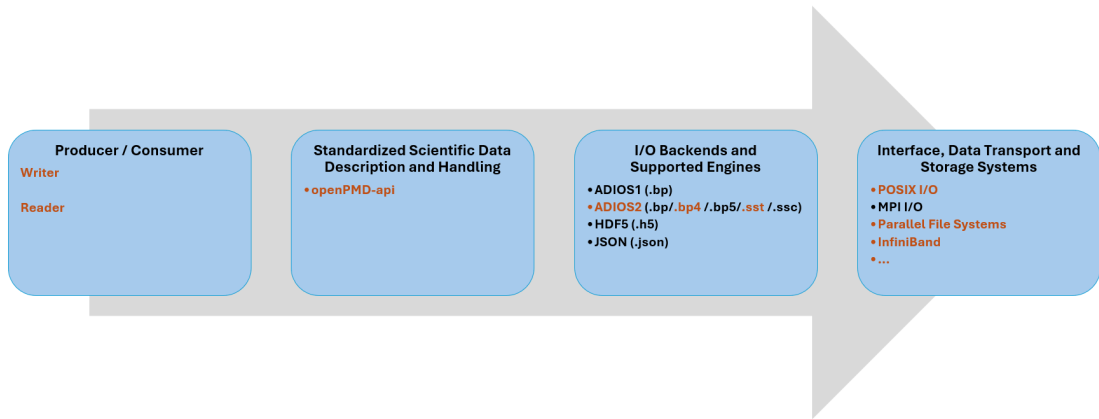 Producer / Consumer
Writer
Reader
Standardized Scientific Data
Description and Handling
•openPMD-api
I/O Backends and
Supported Engines
•ADIOS1 (.bp)
•ADIOS2 (.bp/.bp4 /.bp5/.sst /.ssc)
•HDF5 (.h5)
•JSON (.json)
Interface, Data Transport and
Storage Systems
•POSIX I/O
•MPI I/O
•Parallel File Systems
•InfiniBand
•...